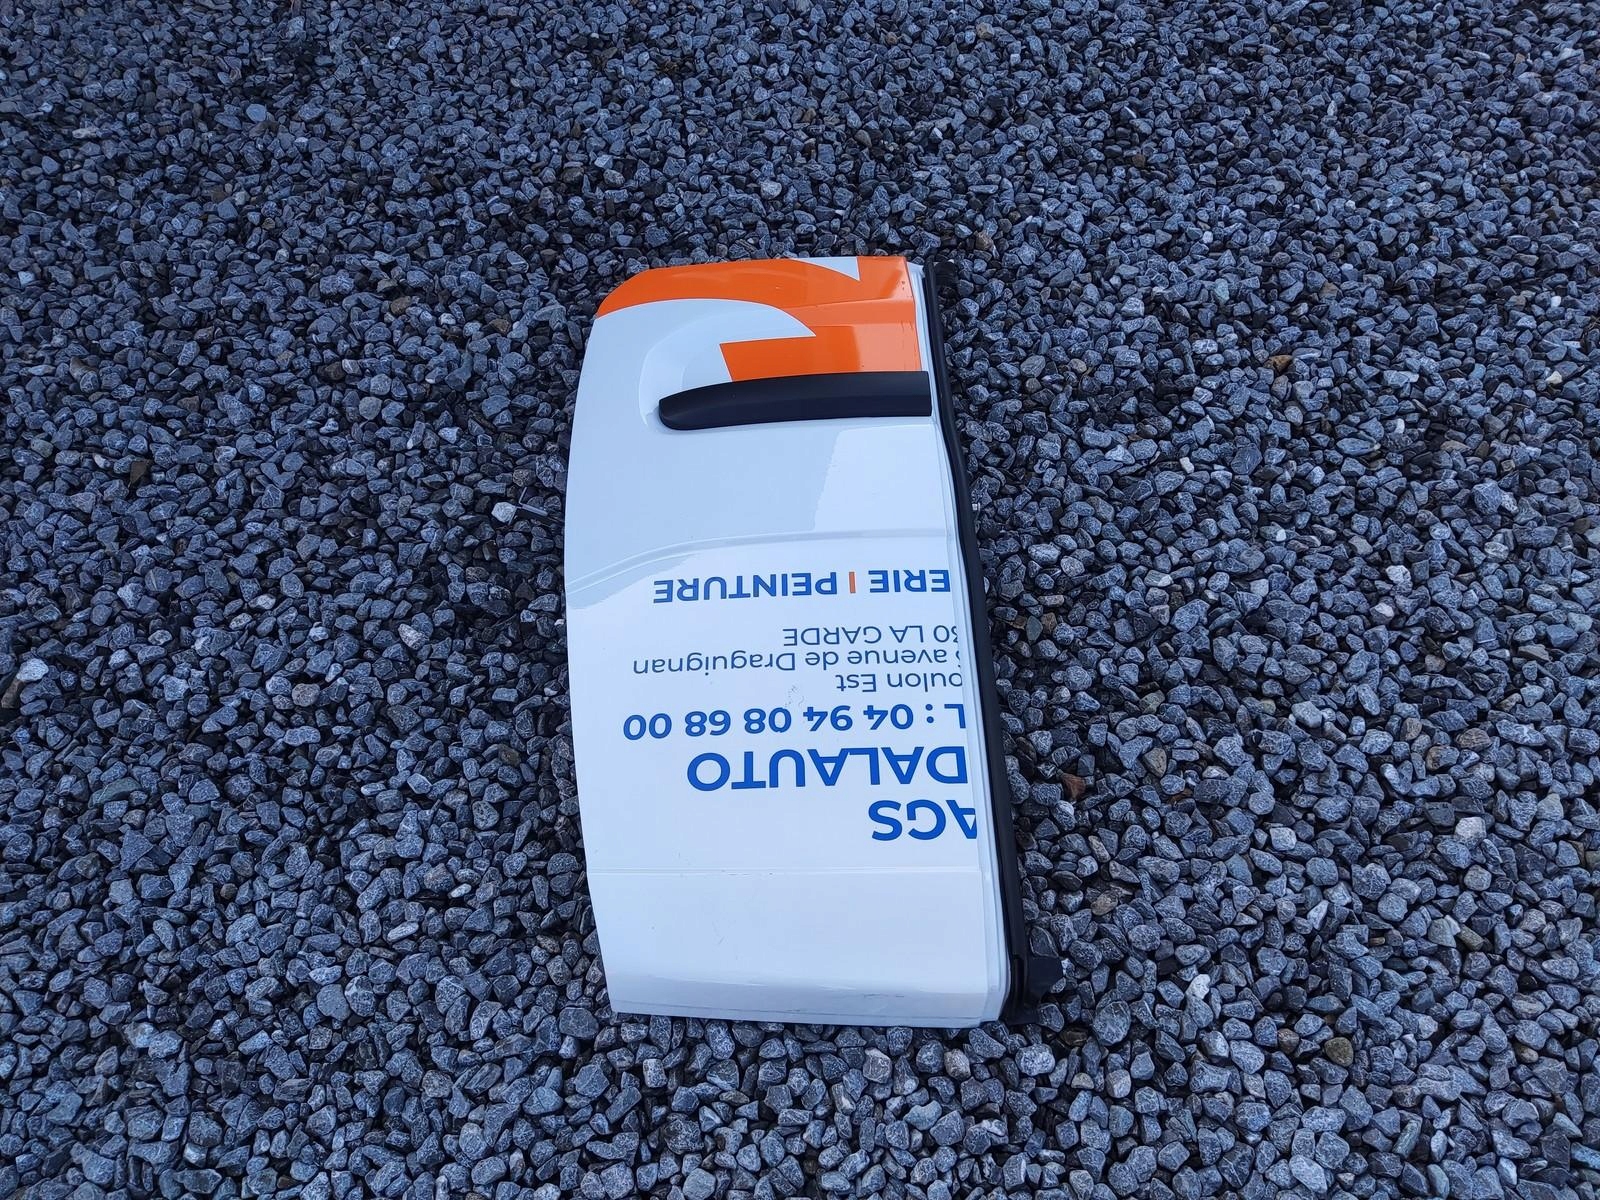 AGS
DALAUTO
L : 04 94 08 68 00
oulon Est
avenue de Draguignan
30 LA GARDE
ERIE | PEINTURE